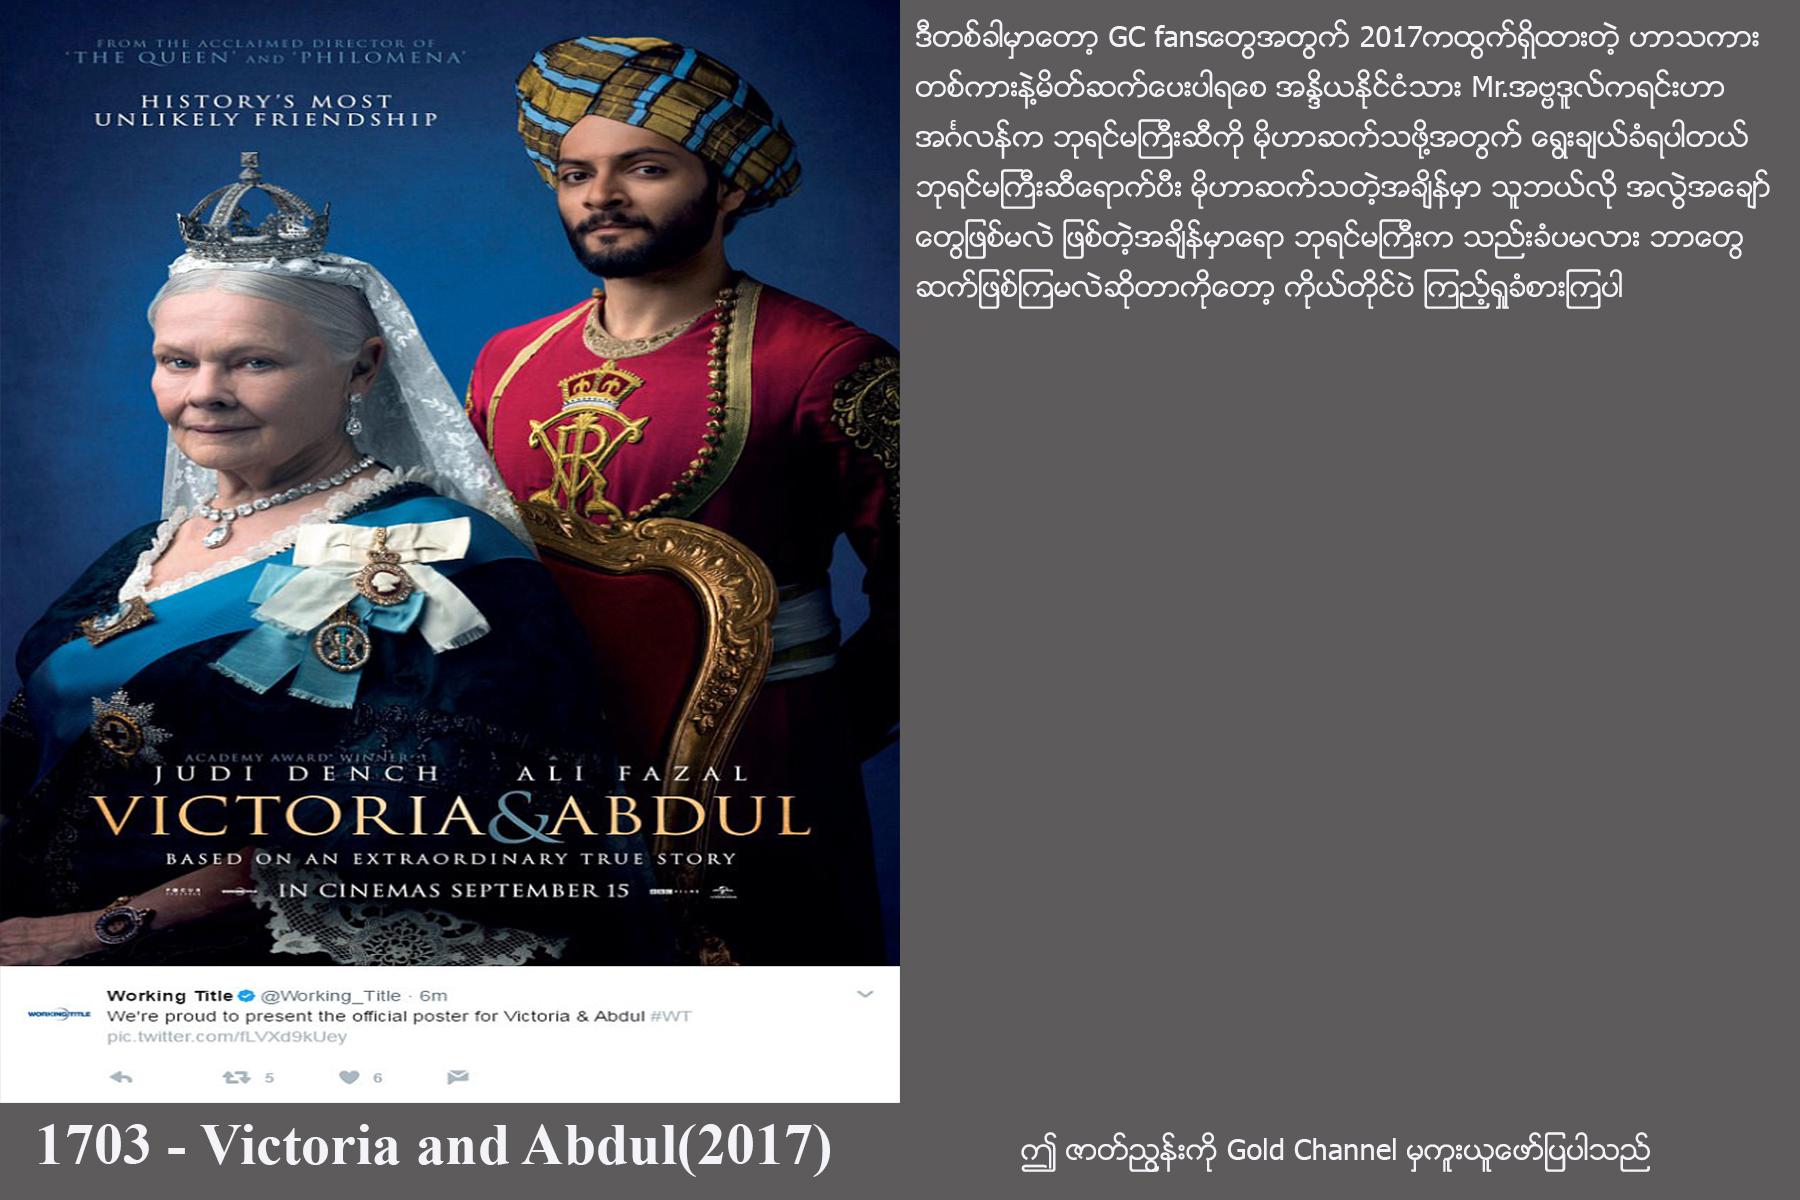 FROM THE ACCLAIMED DIRECTOR OF
'THE QUEEN' AND 'PHILOMENA'
HISTORY'S MOST
UNLIKELY FRIENDSHIP
ACADEMY AWARD® WINNER
JUDI DENCH ALI FAZAL
VICTORIA & ABDUL
BASED ON AN EXTRAORDINARY TRUE STORY
IN CINEMAS SEPTEMBER 15
WORKING TITLE
Working Title @Working_Title · 6m
We're proud to present the official poster for Victoria & Abdul #WT
pic.twitter.com/fLVXd9kUey
5 6
1703 - Victoria and Abdul(2017)
ဒီတစ်ခါမှာတော့ GC fansတွေအတွက် 2017ကထွက်ရှိထားတဲ့ ဟာသကား
တစ်ကားနဲ့မိတ်ဆက်ပေးပါရစေ အန္ဒိယနိုင်ငံသား Mr.အဗ္ဗဒူလ်ကရင်းဟာ
အင်္ဂလန်က ဘုရင်မကြီးဆီကို မိုဟာဆက်သဖို့အတွက် ရွေးချယ်ခံရပါတယ်
ဘုရင်မကြီးဆီရောက်ပီး မိုဟာဆက်သတဲ့အချိန်မှာ သူဘယ်လို အလွဲအချော်
တွေဖြစ်မလဲ ဖြစ်တဲ့အချိန်မှာရော ဘုရင်မကြီးက သည်းခံပမလား ဘာတွေ
ဆက်ဖြစ်ကြမလဲဆိုတာကိုတော့ ကိုယ်တိုင်ပဲ ကြည့်ရှုခံစားကြပါ
ဤ ဇာတ်ညွှန်းကို Gold Channel မှကူးယူဖော်ပြပါသည်